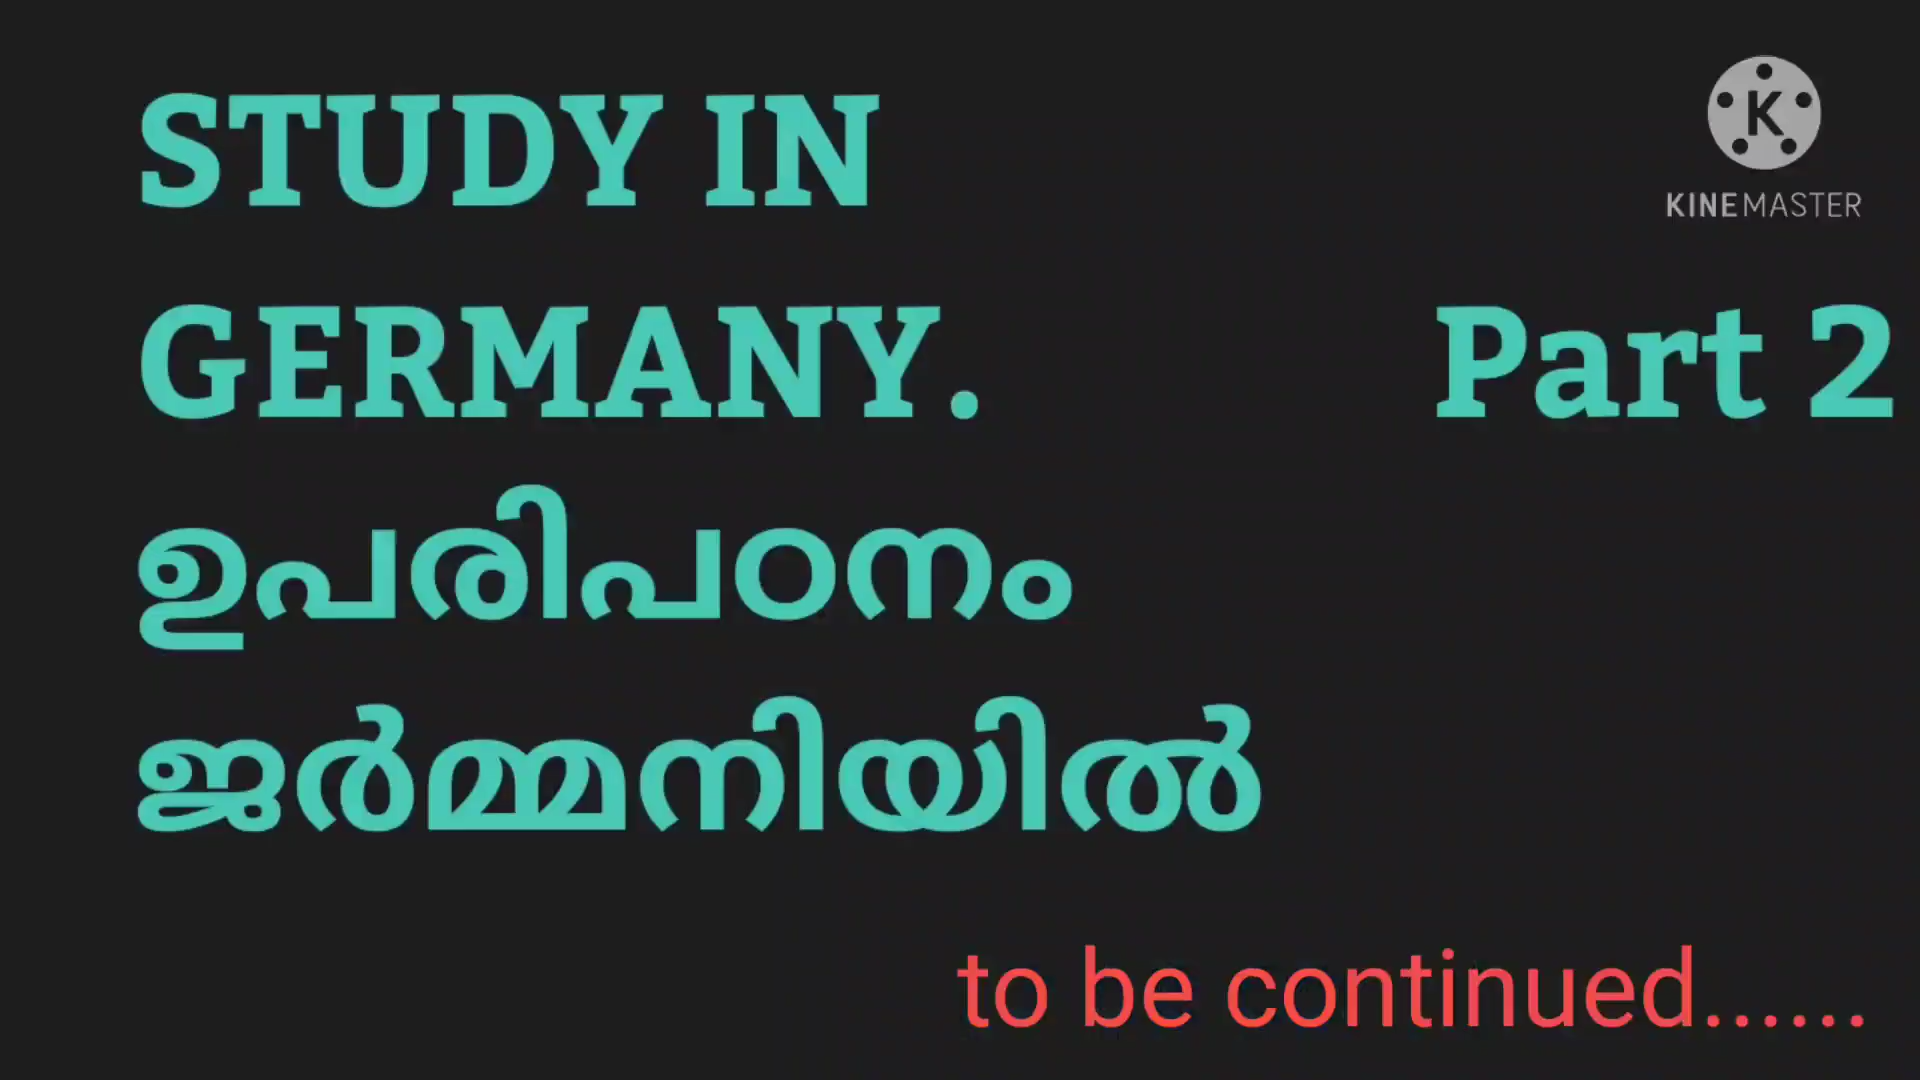 STUDY IN
K
KINEMASTER
GERMANY. Part 2
ഉപരിപഠനം
ജർമ്മനിയിൽ
to be continued......